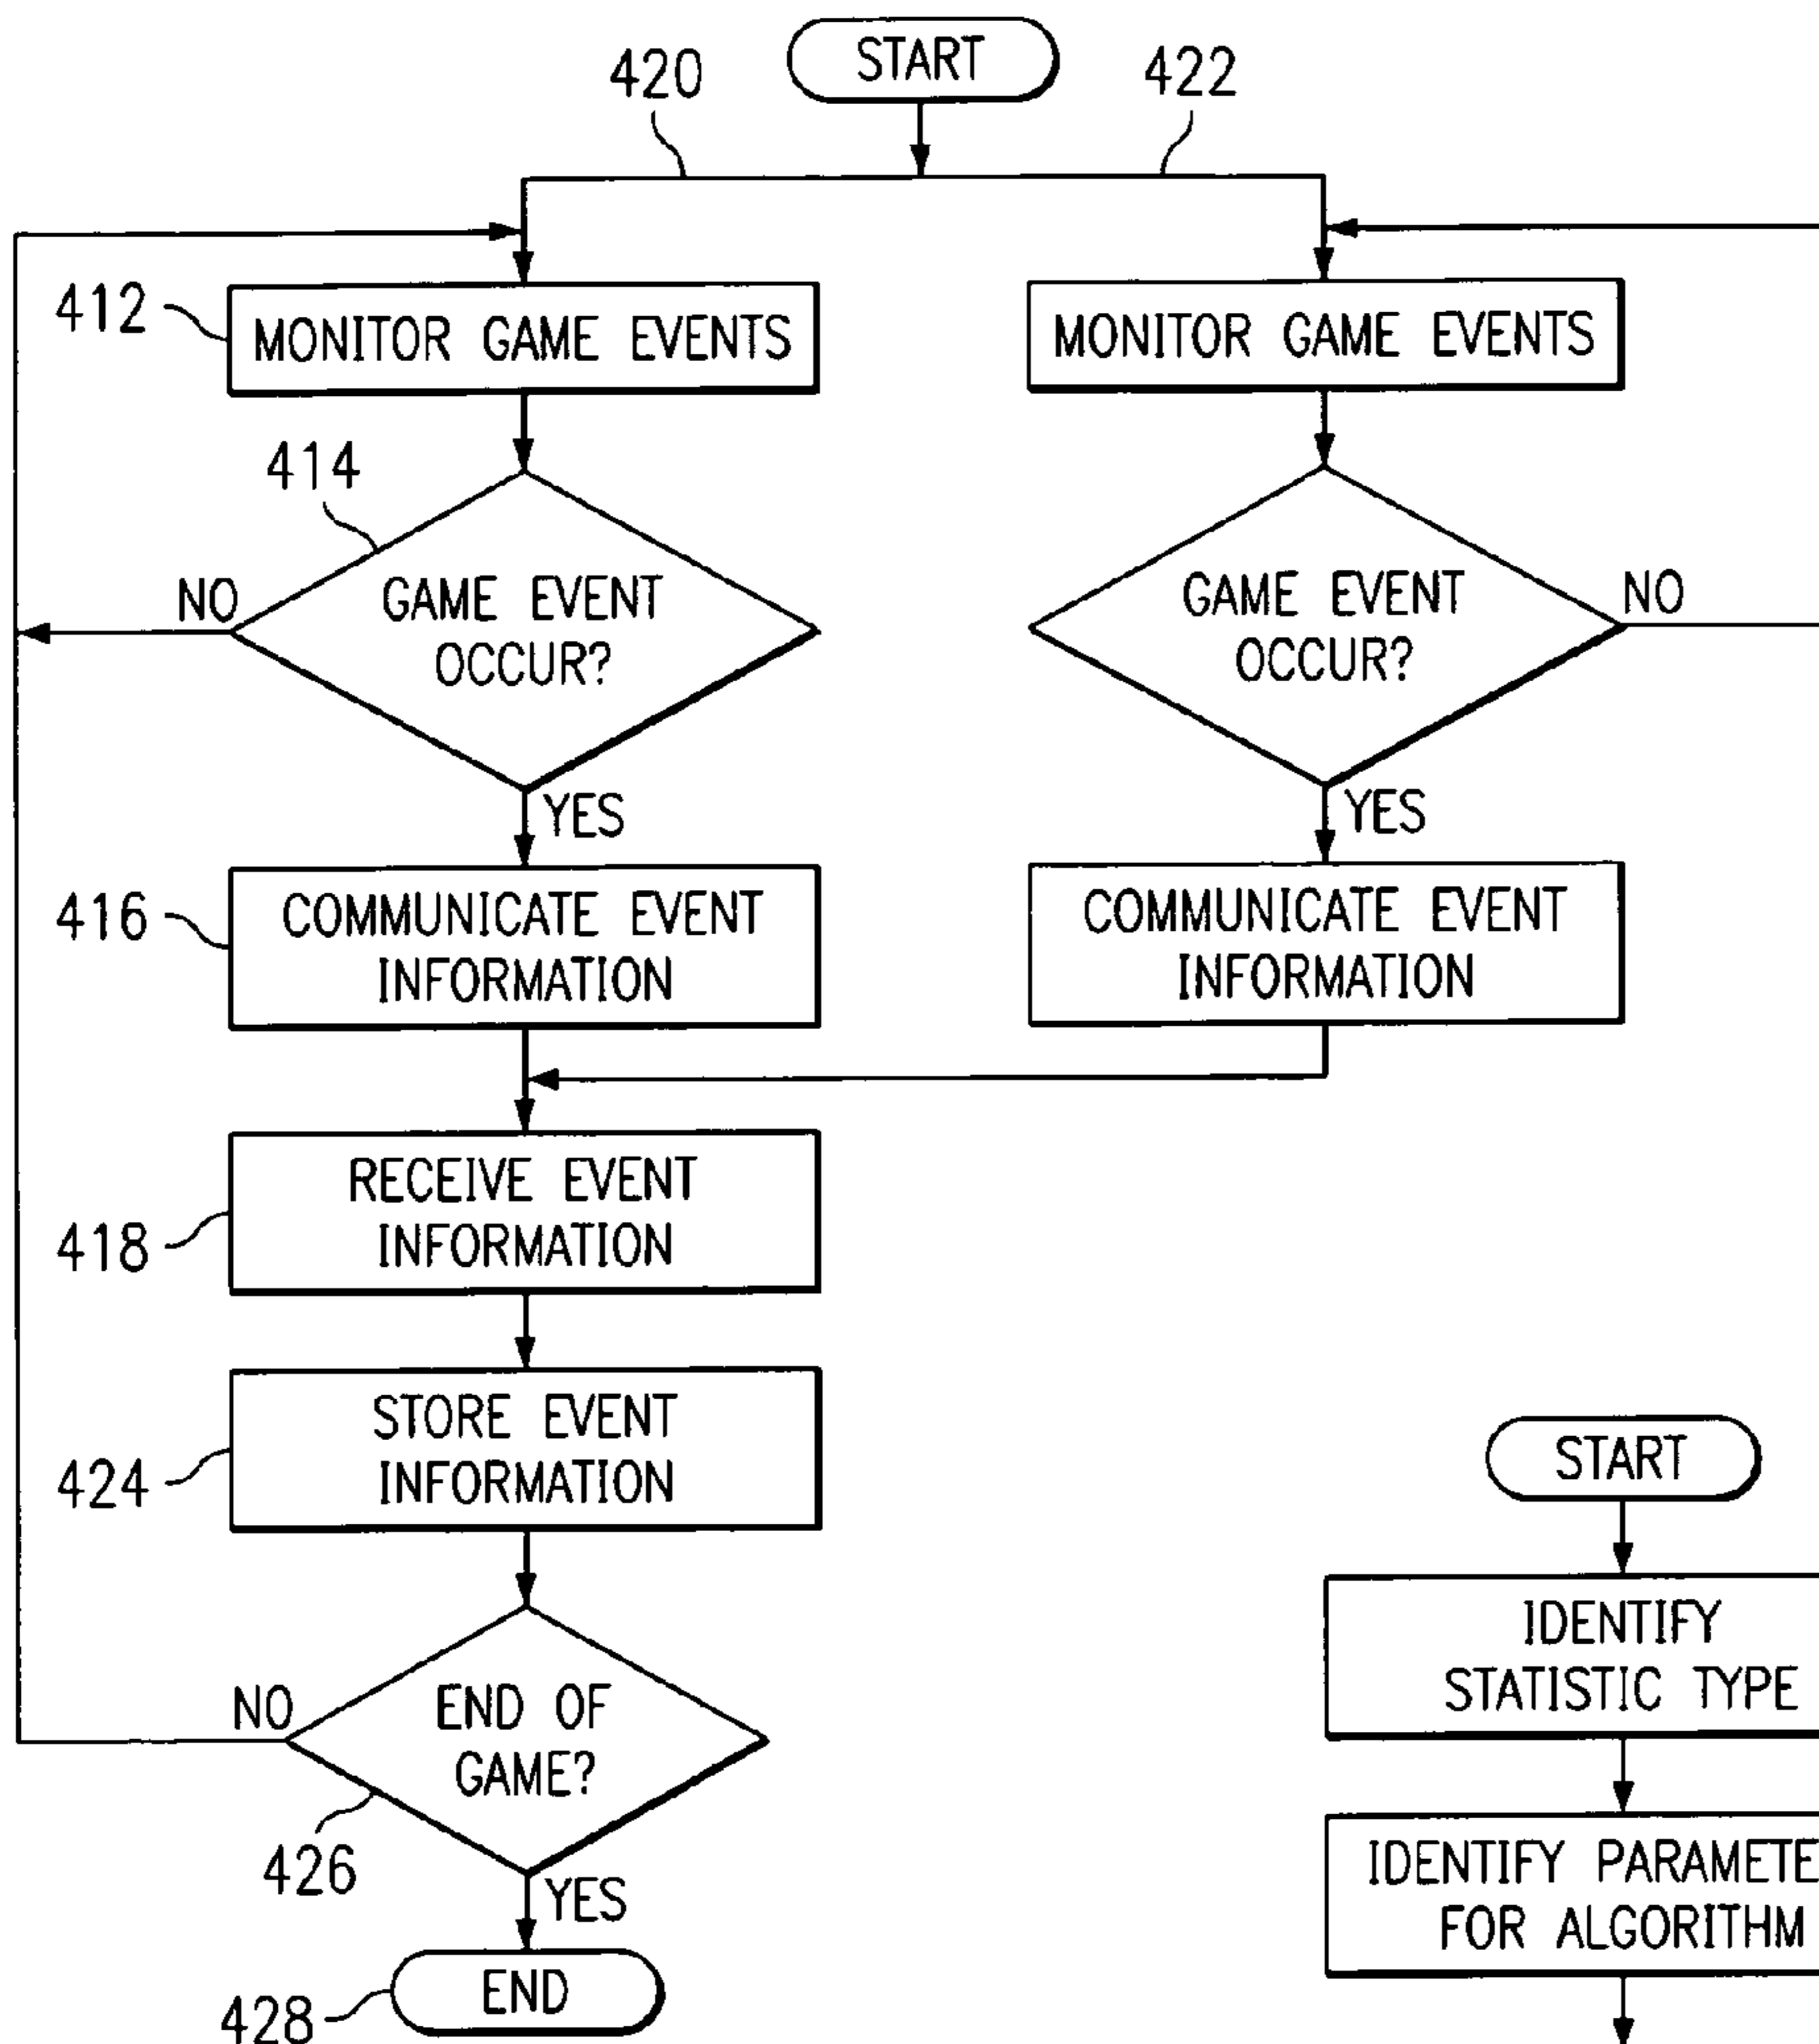 START
420
422
412
MONITOR GAME EVENTS
MONITOR GAME EVENTS
414
GAME EVENT
OCCUR?
NO
YES
GAME EVENT
OCCUR?
NO
YES
416
COMMUNICATE EVENT
INFORMATION
COMMUNICATE EVENT
INFORMATION
418
RECEIVE EVENT
INFORMATION
424
STORE EVENT
INFORMATION
NO
END OF
GAME?
426
YES
428
END
START
IDENTIFY
STATISTIC TYPE
IDENTIFY PARAMETE
FOR ALGORITHM